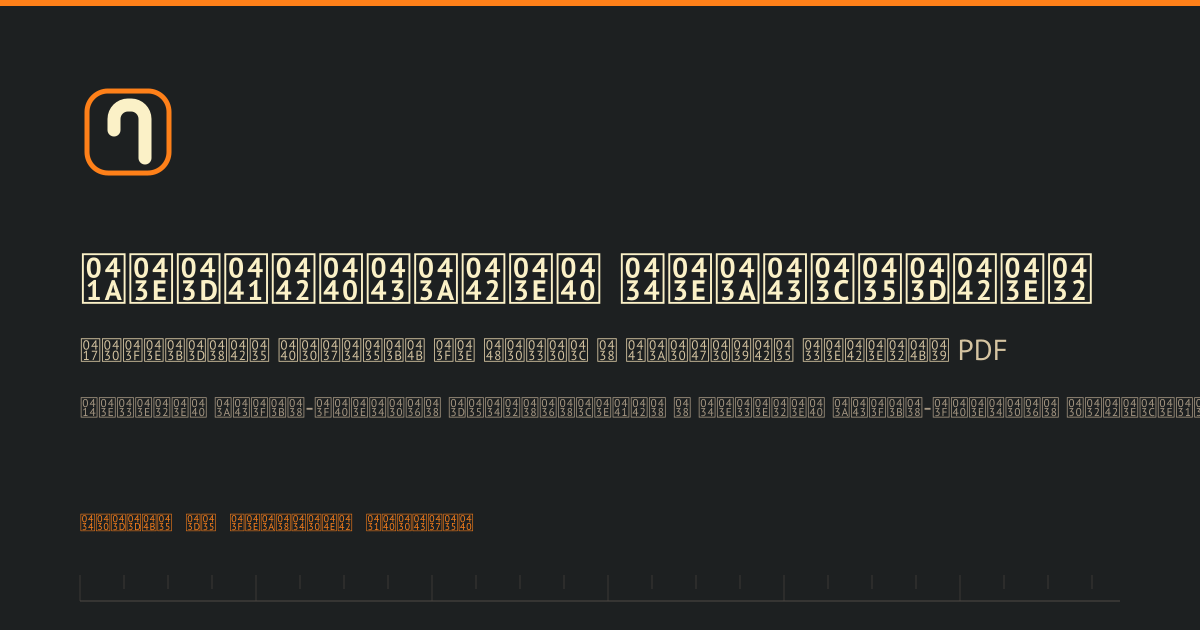 Конструктор документов
Заполните разделы по шагам и скачайте готовый PDF
Договор купли-продажи недвижимости и договор купли-продажи
данные не покидают браузер